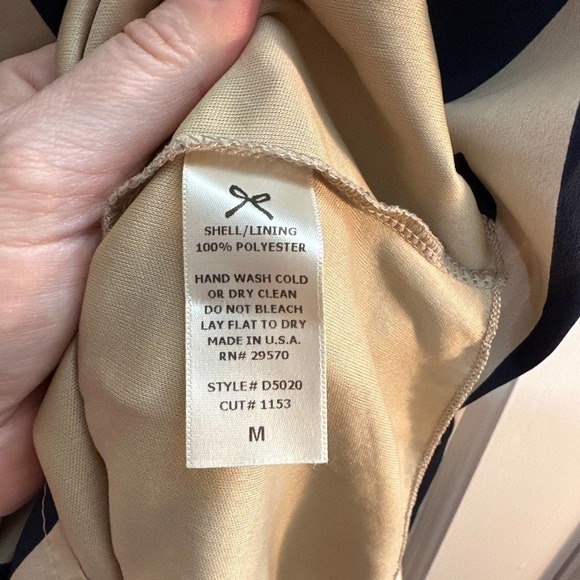 SHELL/LINING
100% POLYESTER
HAND WASH COLD
OR DRY CLEAN
DO NOT BLEACH
LAY FLAT TO DRY
MADE IN U.S.A.
RN# 29570
STYLE# D5020
CUT# 1153
M